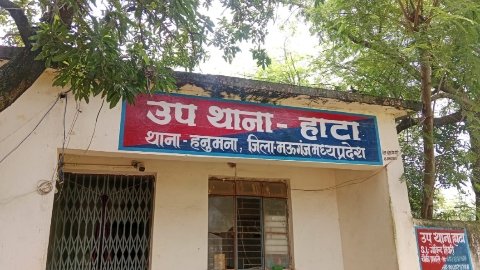 उप थाना - हाटा
थाना - हनुमना, जिला-मऊगंज मध्यप्रदेश
उप थाना हाटा